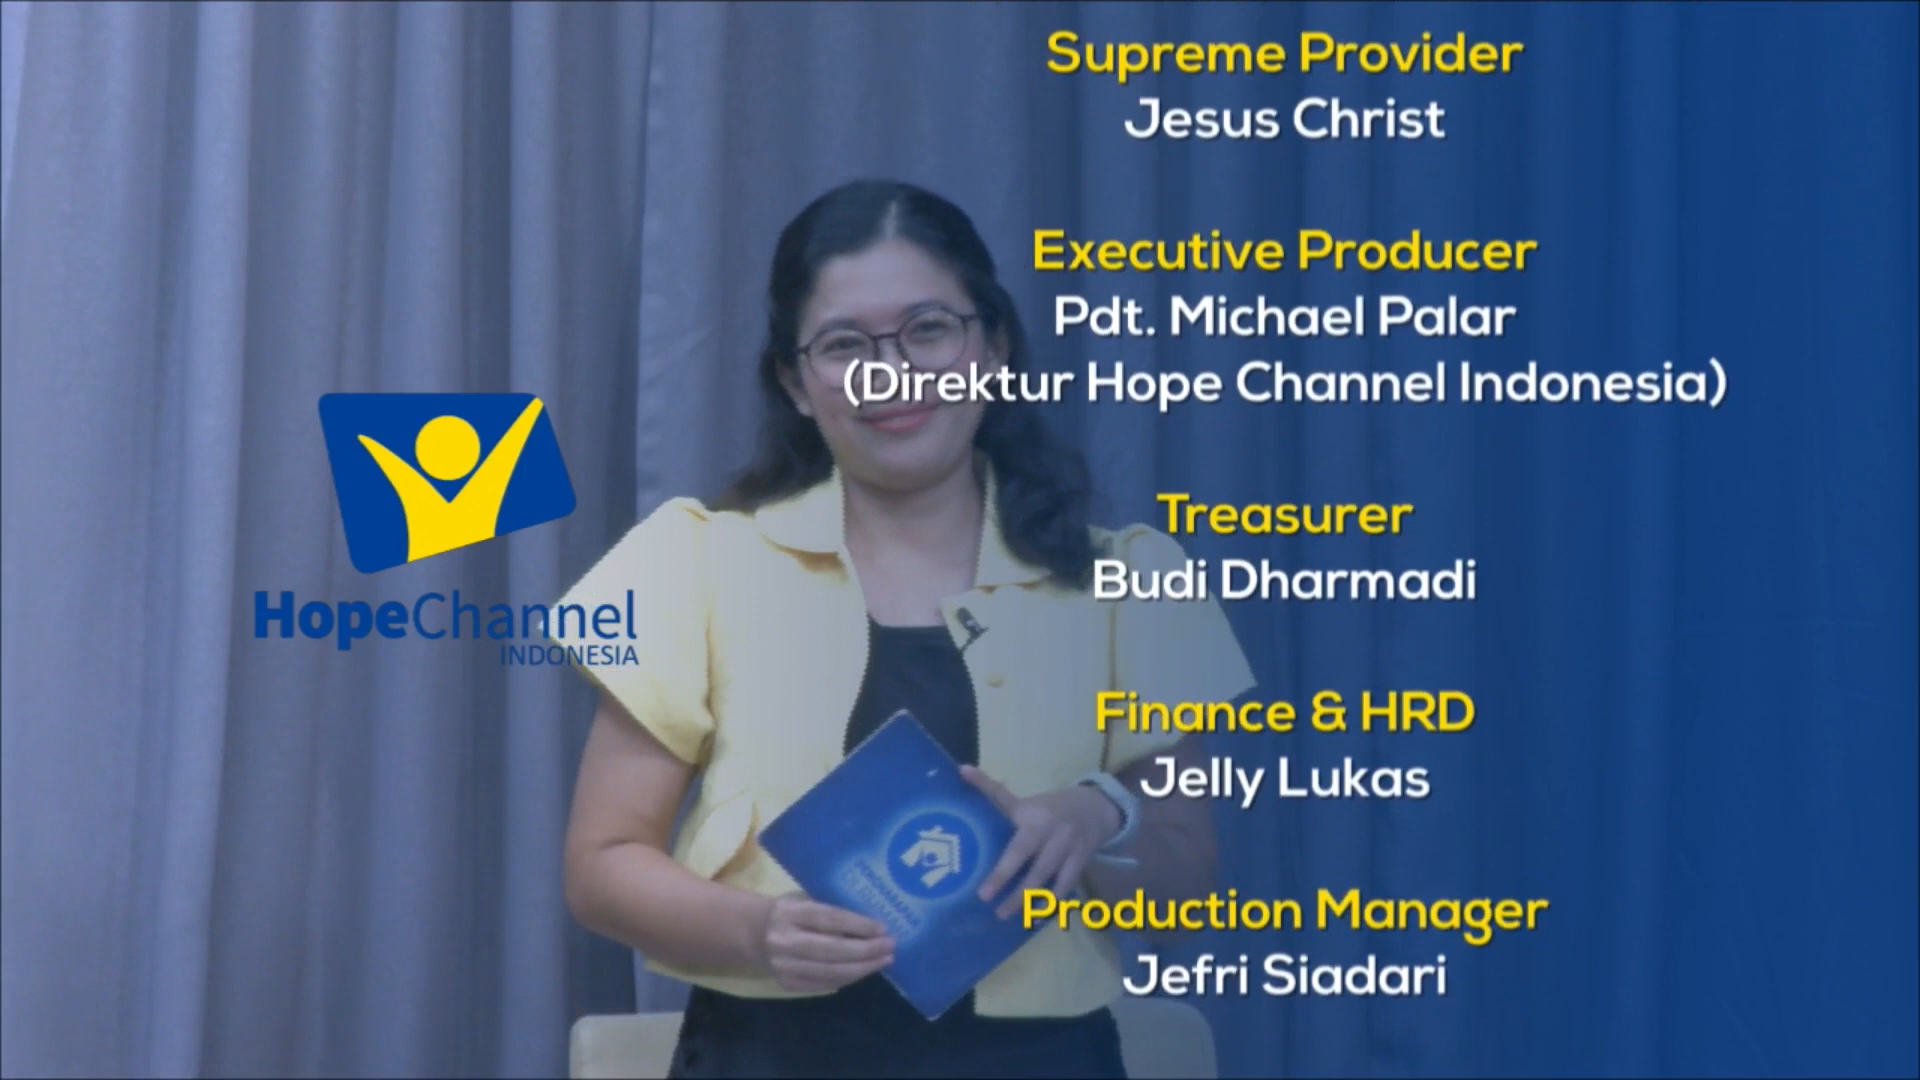 Supreme Provider
Jesus Christ
Executive Producer
Pdt. Michael Palar
(Direktur Hope Channel Indonesia)
Treasurer
Budi Dharmadi
Finance & HRD
Jelly Lukas
Production Manager
Jefri Siadari
HopeChannel
INDONESIA